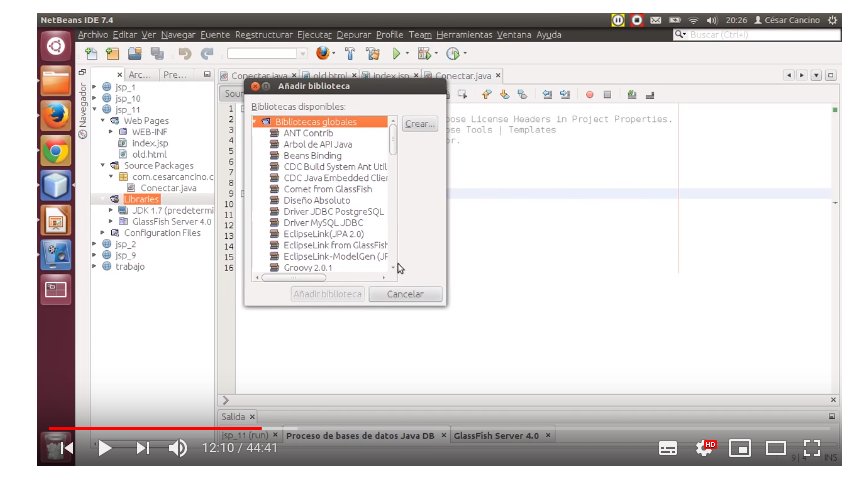 NetBeans IDE 7.4
20:26
César Cancino
Archivo Editar Ver Navegar Fuente Reestructurar Ejecutar Depurar Profile Team Herramientas Ventana Ayuda
Buscar (Ctrl+I)
Arc...
Pre...
Conectar.java × old.html × index.jsp × Conectar.java ×
Navegador
jsp_1
jsp_10
jsp_11
Web Pages
WEB-INF
index.jsp
old.html
Source Packages
com.cesarcancino.c
Conectar.java
Libraries
JDK 1.7 (predetermi
GlassFish Server 4.0
Configuration Files
jsp_2
jsp_9
trabajo
1
2
3
4
5
6
7
8
9
10
11
12
13
14
15
16
ose License Headers in Project Properties.
ose Tools | Templates
or.
Añadir biblioteca
Bibliotecas disponibles:
Bibliotecas globales
ANT Contrib
Arbol de API Java
Beans Binding
CDC Build System Ant Util
CDC Java Embedded Clie
Comet from GlassFish
Diseño Absoluto
Driver JDBC PostgreSQL
Driver MySQL JDBC
EclipseLink(JPA 2.0)
EclipseLink from GlassFish
EclipseLink-ModelGen (JP
Groovy 2.0.1
Crear...
Añadir biblioteca
Cancelar
Salida ×
jsp_11 (run) × Proceso de bases de datos Java DB × GlassFish Server 4.0 ×
12:10 / 44:41
HD
INS